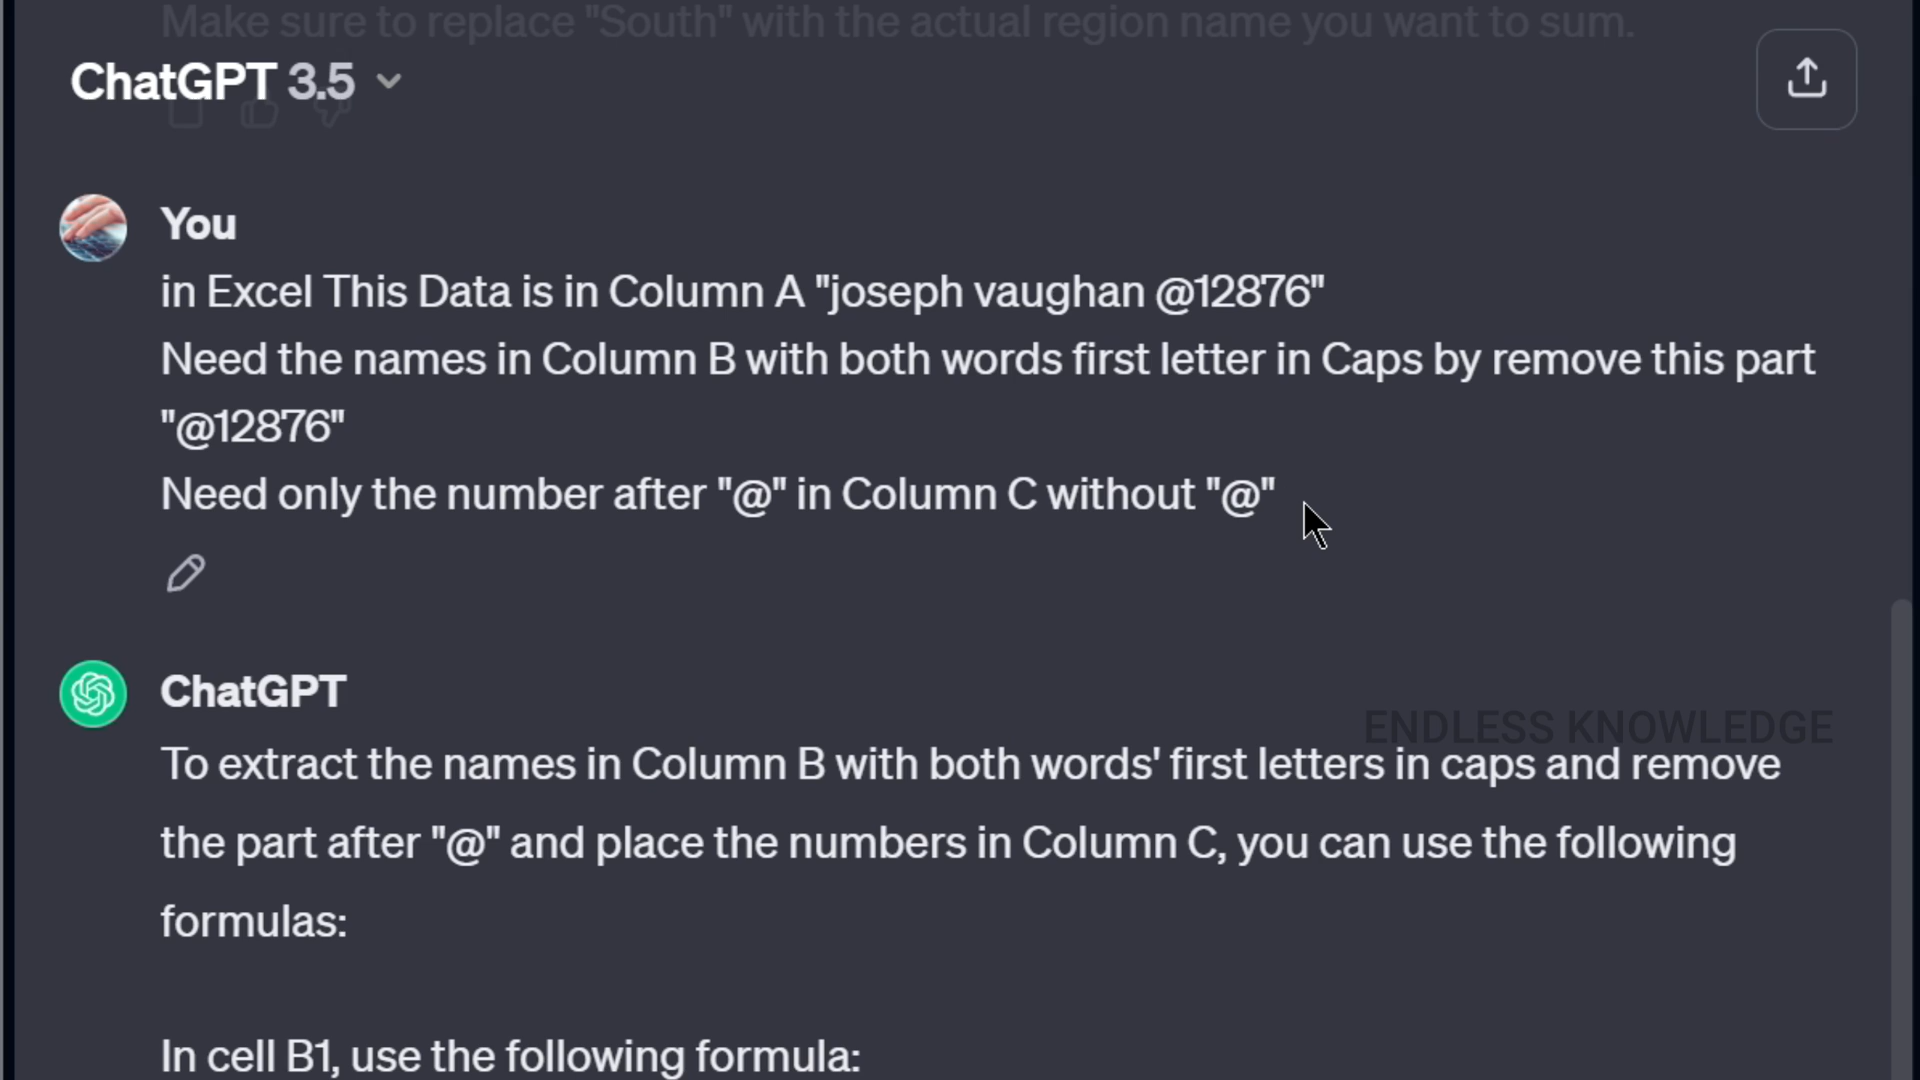 Make sure to replace "South" with the actual region name you want to sum.
ChatGPT 3.5
You
in Excel This Data is in Column A "joseph vaughan @12876"
Need the names in Column B with both words first letter in Caps by remove this part
"@12876"
Need only the number after "@" in Column C without "@"
ChatGPT
ENDLESS KNOWLEDGE
To extract the names in Column B with both words' first letters in caps and remove
the part after "@" and place the numbers in Column C, you can use the following
formulas:
In cell B1, use the following formula: